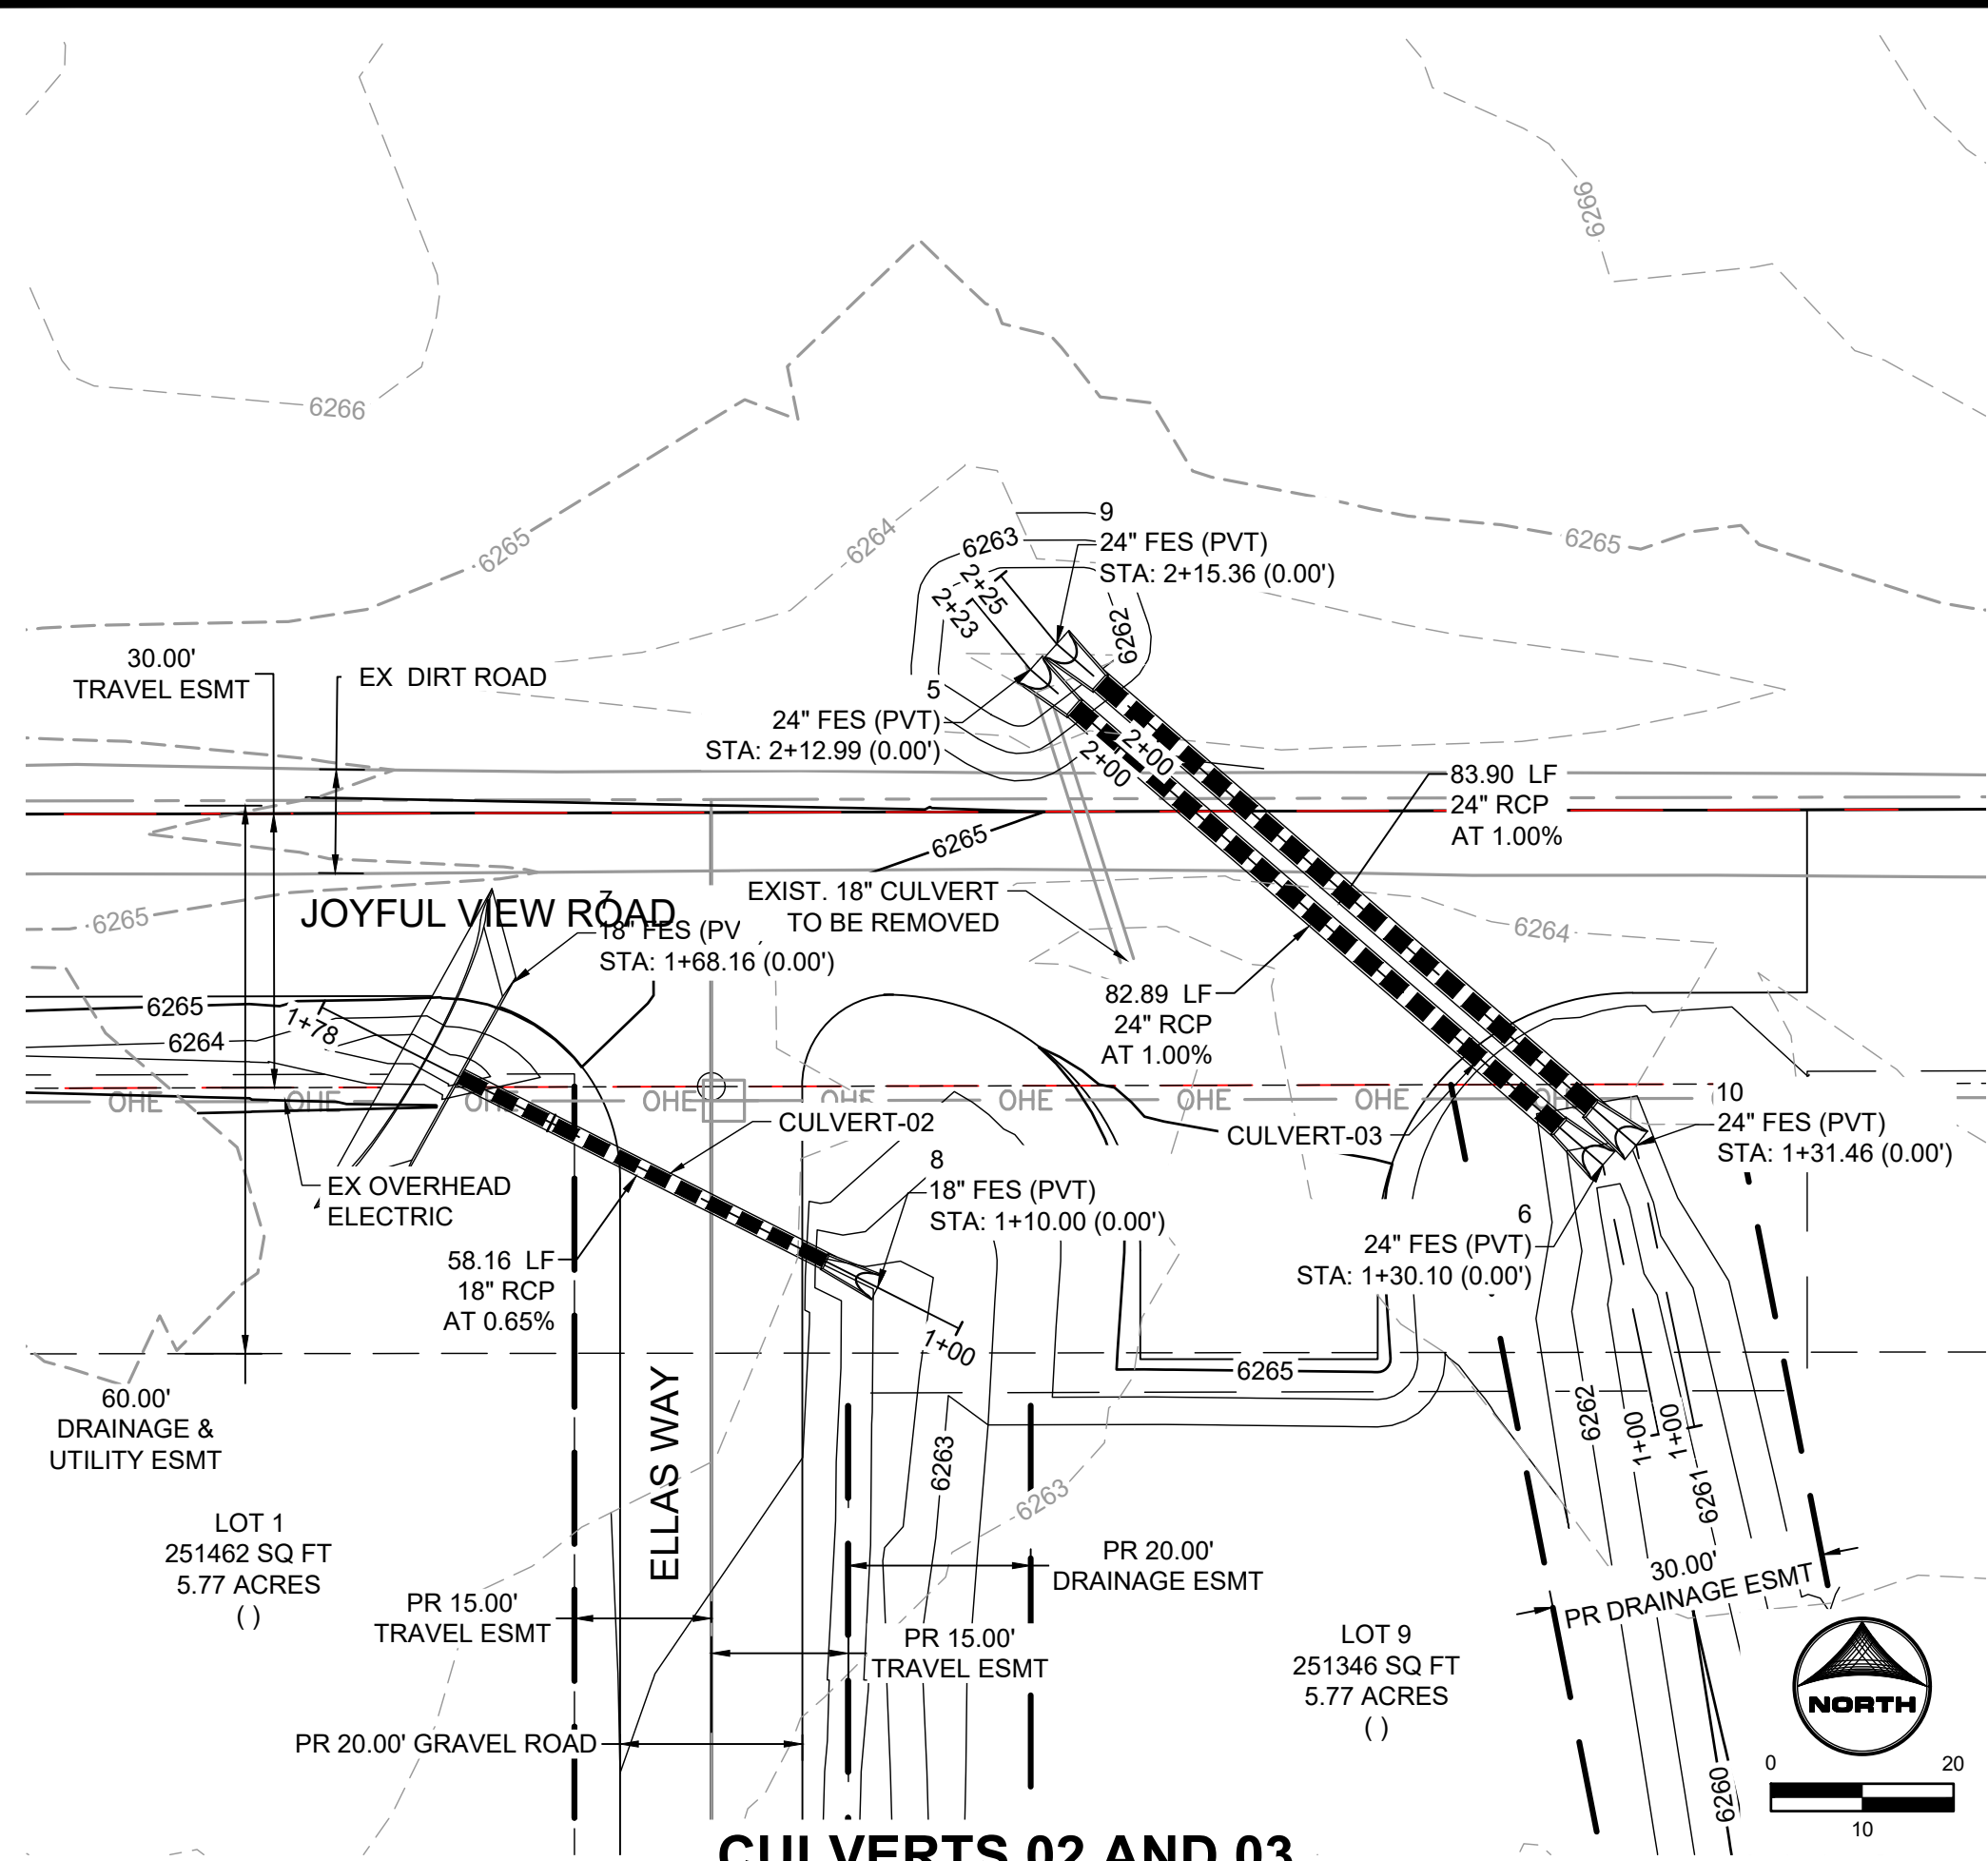 6266
6266
6265
6264
6265
9
24" FES (PVT)
STA: 2+15.36 (0.00')
6263
2+25
2+23
6262
30.00'
TRAVEL ESMT
EX DIRT ROAD
5
24" FES (PVT)
STA: 2+12.99 (0.00')
2+00
2+00
83.90 LF
24" RCP
AT 1.00%
6265
EXIST. 18" CULVERT
TO BE REMOVED
6265
JOYFUL VIEW ROAD
7
18" FES (PV
STA: 1+68.16 (0.00')
6264
82.89 LF
24" RCP
AT 1.00%
6265
1+78
6264
OHE
OHE
OHE
OHE
OHE
OHE
OHE
OHE
OHE
CULVERT-02
CULVERT-03
10
24" FES (PVT)
STA: 1+31.46 (0.00')
8
18" FES (PVT)
STA: 1+10.00 (0.00')
EX OVERHEAD
ELECTRIC
6
24" FES (PVT)
STA: 1+30.10 (0.00')
58.16 LF
18" RCP
AT 0.65%
1+00
6265
60.00'
DRAINAGE &
UTILITY ESMT
ELLAS WAY
6263
6263
6262
1+00
1+00
6261
LOT 1
251462 SQ FT
5.77 ACRES
( )
PR 20.00'
DRAINAGE ESMT
30.00'
PR DRAINAGE ESMT
PR 15.00'
TRAVEL ESMT
PR 15.00'
TRAVEL ESMT
LOT 9
251346 SQ FT
5.77 ACRES
( )
NORTH
PR 20.00' GRAVEL ROAD
6260
0 20
10
CULVERTS 02 AND 03